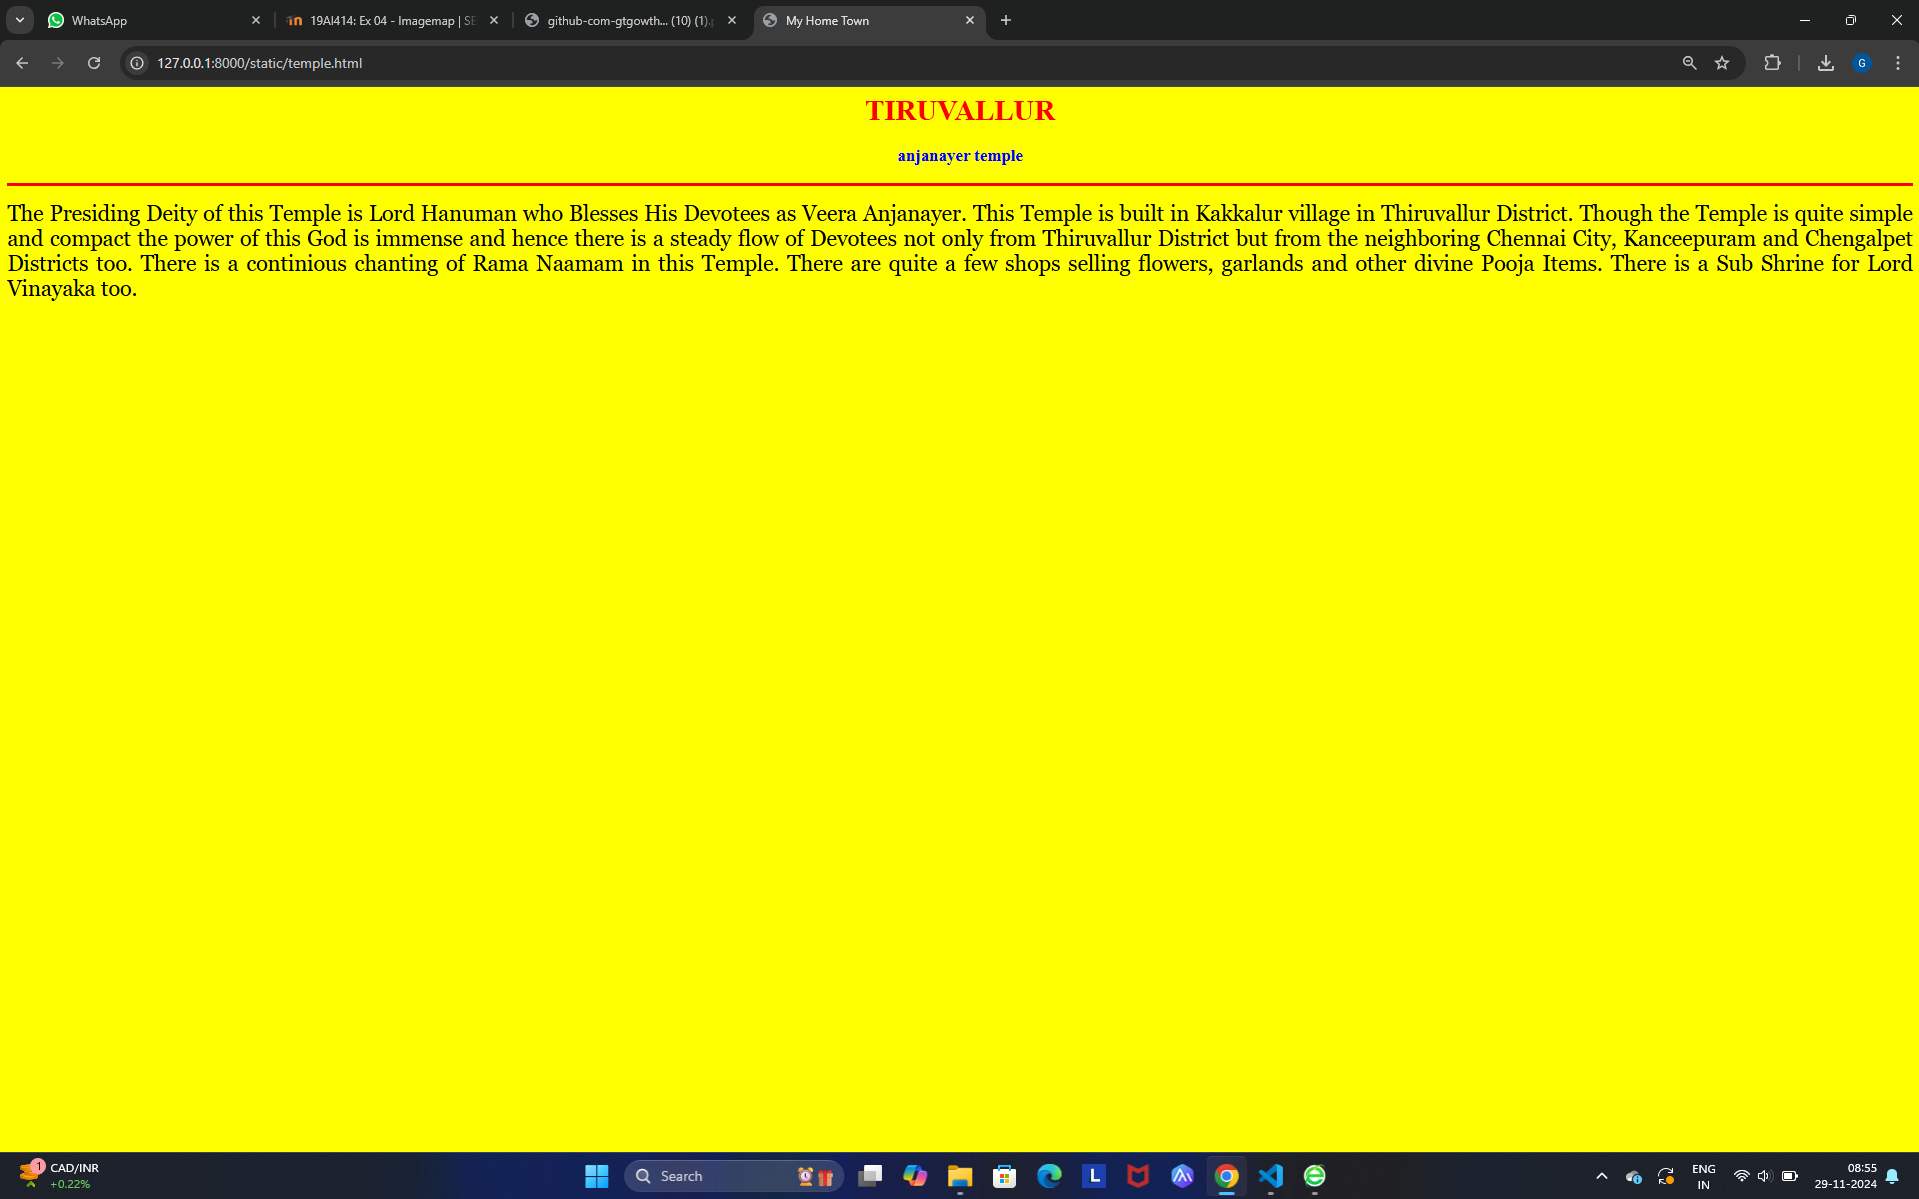 WhatsApp
19AI414: Ex 04 - Imagemap | SE
github-com-gtgowth... (10) (1).
My Home Town
127.0.0.1:8000/static/temple.html
G
TIRUVALLUR
anjanayer temple
The Presiding Deity of this Temple is Lord Hanuman who Blesses His Devotees as Veera Anjanayer. This Temple is built in Kakkalur village in Thiruvallur District. Though the Temple is quite simple
and compact the power of this God is immense and hence there is a steady flow of Devotees not only from Thiruvallur District but from the neighboring Chennai City, Kanceepuram and Chengalpet
Districts too. There is a continious chanting of Rama Naamam in this Temple. There are quite a few shops selling flowers, garlands and other divine Pooja Items. There is a Sub Shrine for Lord
Vinayaka too.
1
CAD/INR
+0.22%
Search
L
ENG
IN
08:55
29-11-2024